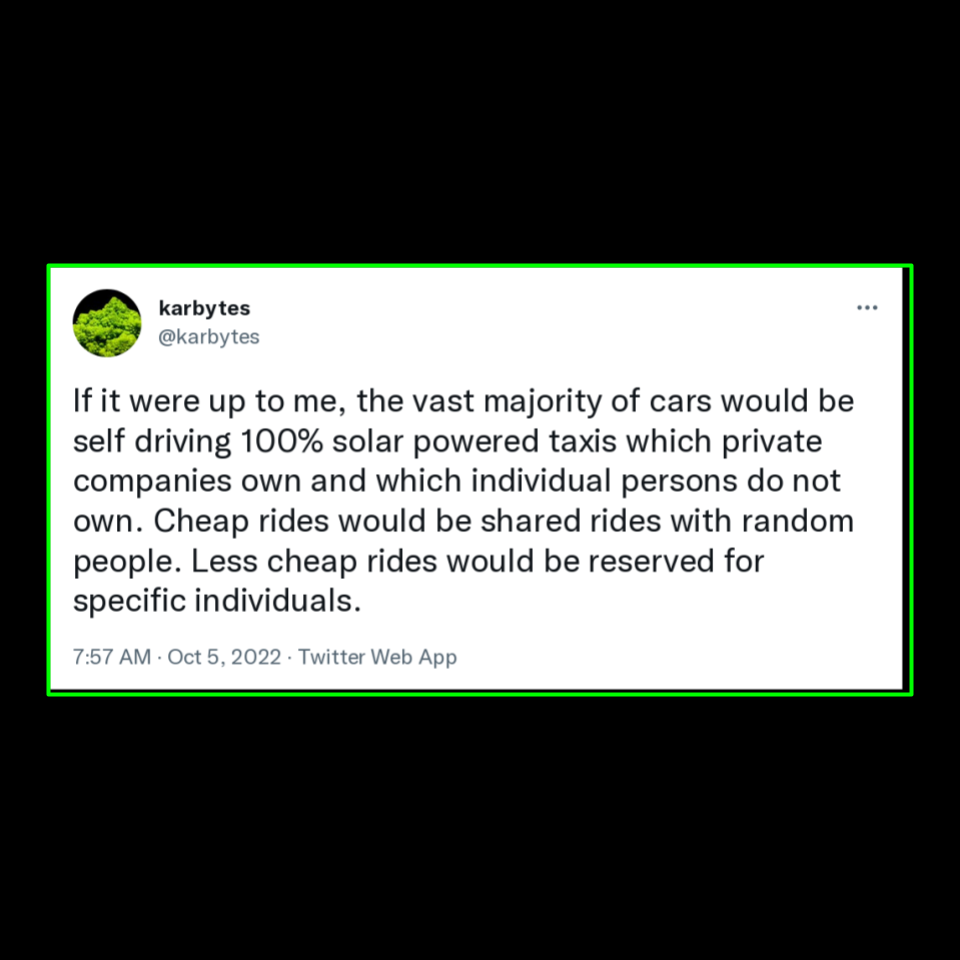 karbytes
@karbytes
If it were up to me, the vast majority of cars would be
self driving 100% solar powered taxis which private
companies own and which individual persons do not
own. Cheap rides would be shared rides with random
people. Less cheap rides would be reserved for
specific individuals.
7:57 AM · Oct 5, 2022 · Twitter Web App